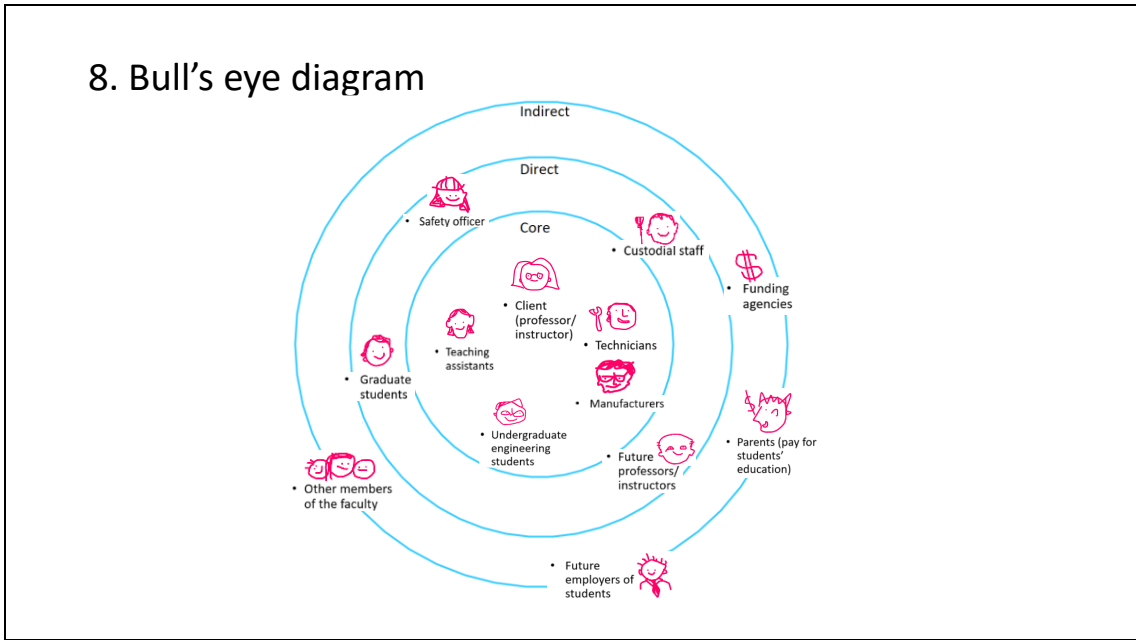 8. Bull’s eye diagram
Indirect
Direct
• Safety officer
Core
• Custodial staff
• Client
(professor/
instructor)
• Funding
agencies
• Teaching
assistants
• Technicians
• Graduate
students
• Manufacturers
• Undergraduate
engineering
students
• Future
professors/
instructors
• Parents (pay for
students’
education)
• Other members
of the faculty
• Future
employers of
students